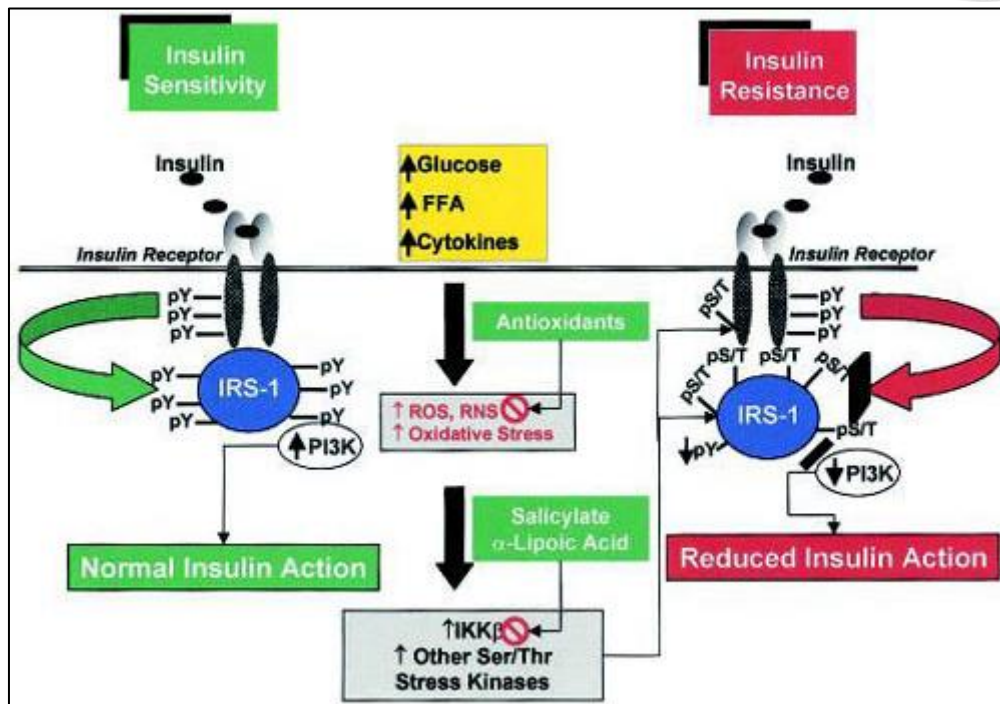 Insulin
Sensitivity
Insulin
Resistance
Insulin
Insulin
↑Glucose
↑ FFA
↑Cytokines
Insulin Receptor
Insulin Receptor
pY
pY
pY
Antioxidants
pS/T
pY
pY
pY
pY
pY
pY
pY
pY
pY
IRS-1
↑ ROS, RNS
↑ Oxidative Stress
pS/T
pS/T
pS/T
pS/T
IRS-1
pS/T
↓pY
↑PI3K
↓PI3K
Salicylate
α-Lipoic Acid
Normal Insulin Action
Reduced Insulin Action
↑IKKβ
↑ Other Ser/Thr
Stress Kinases